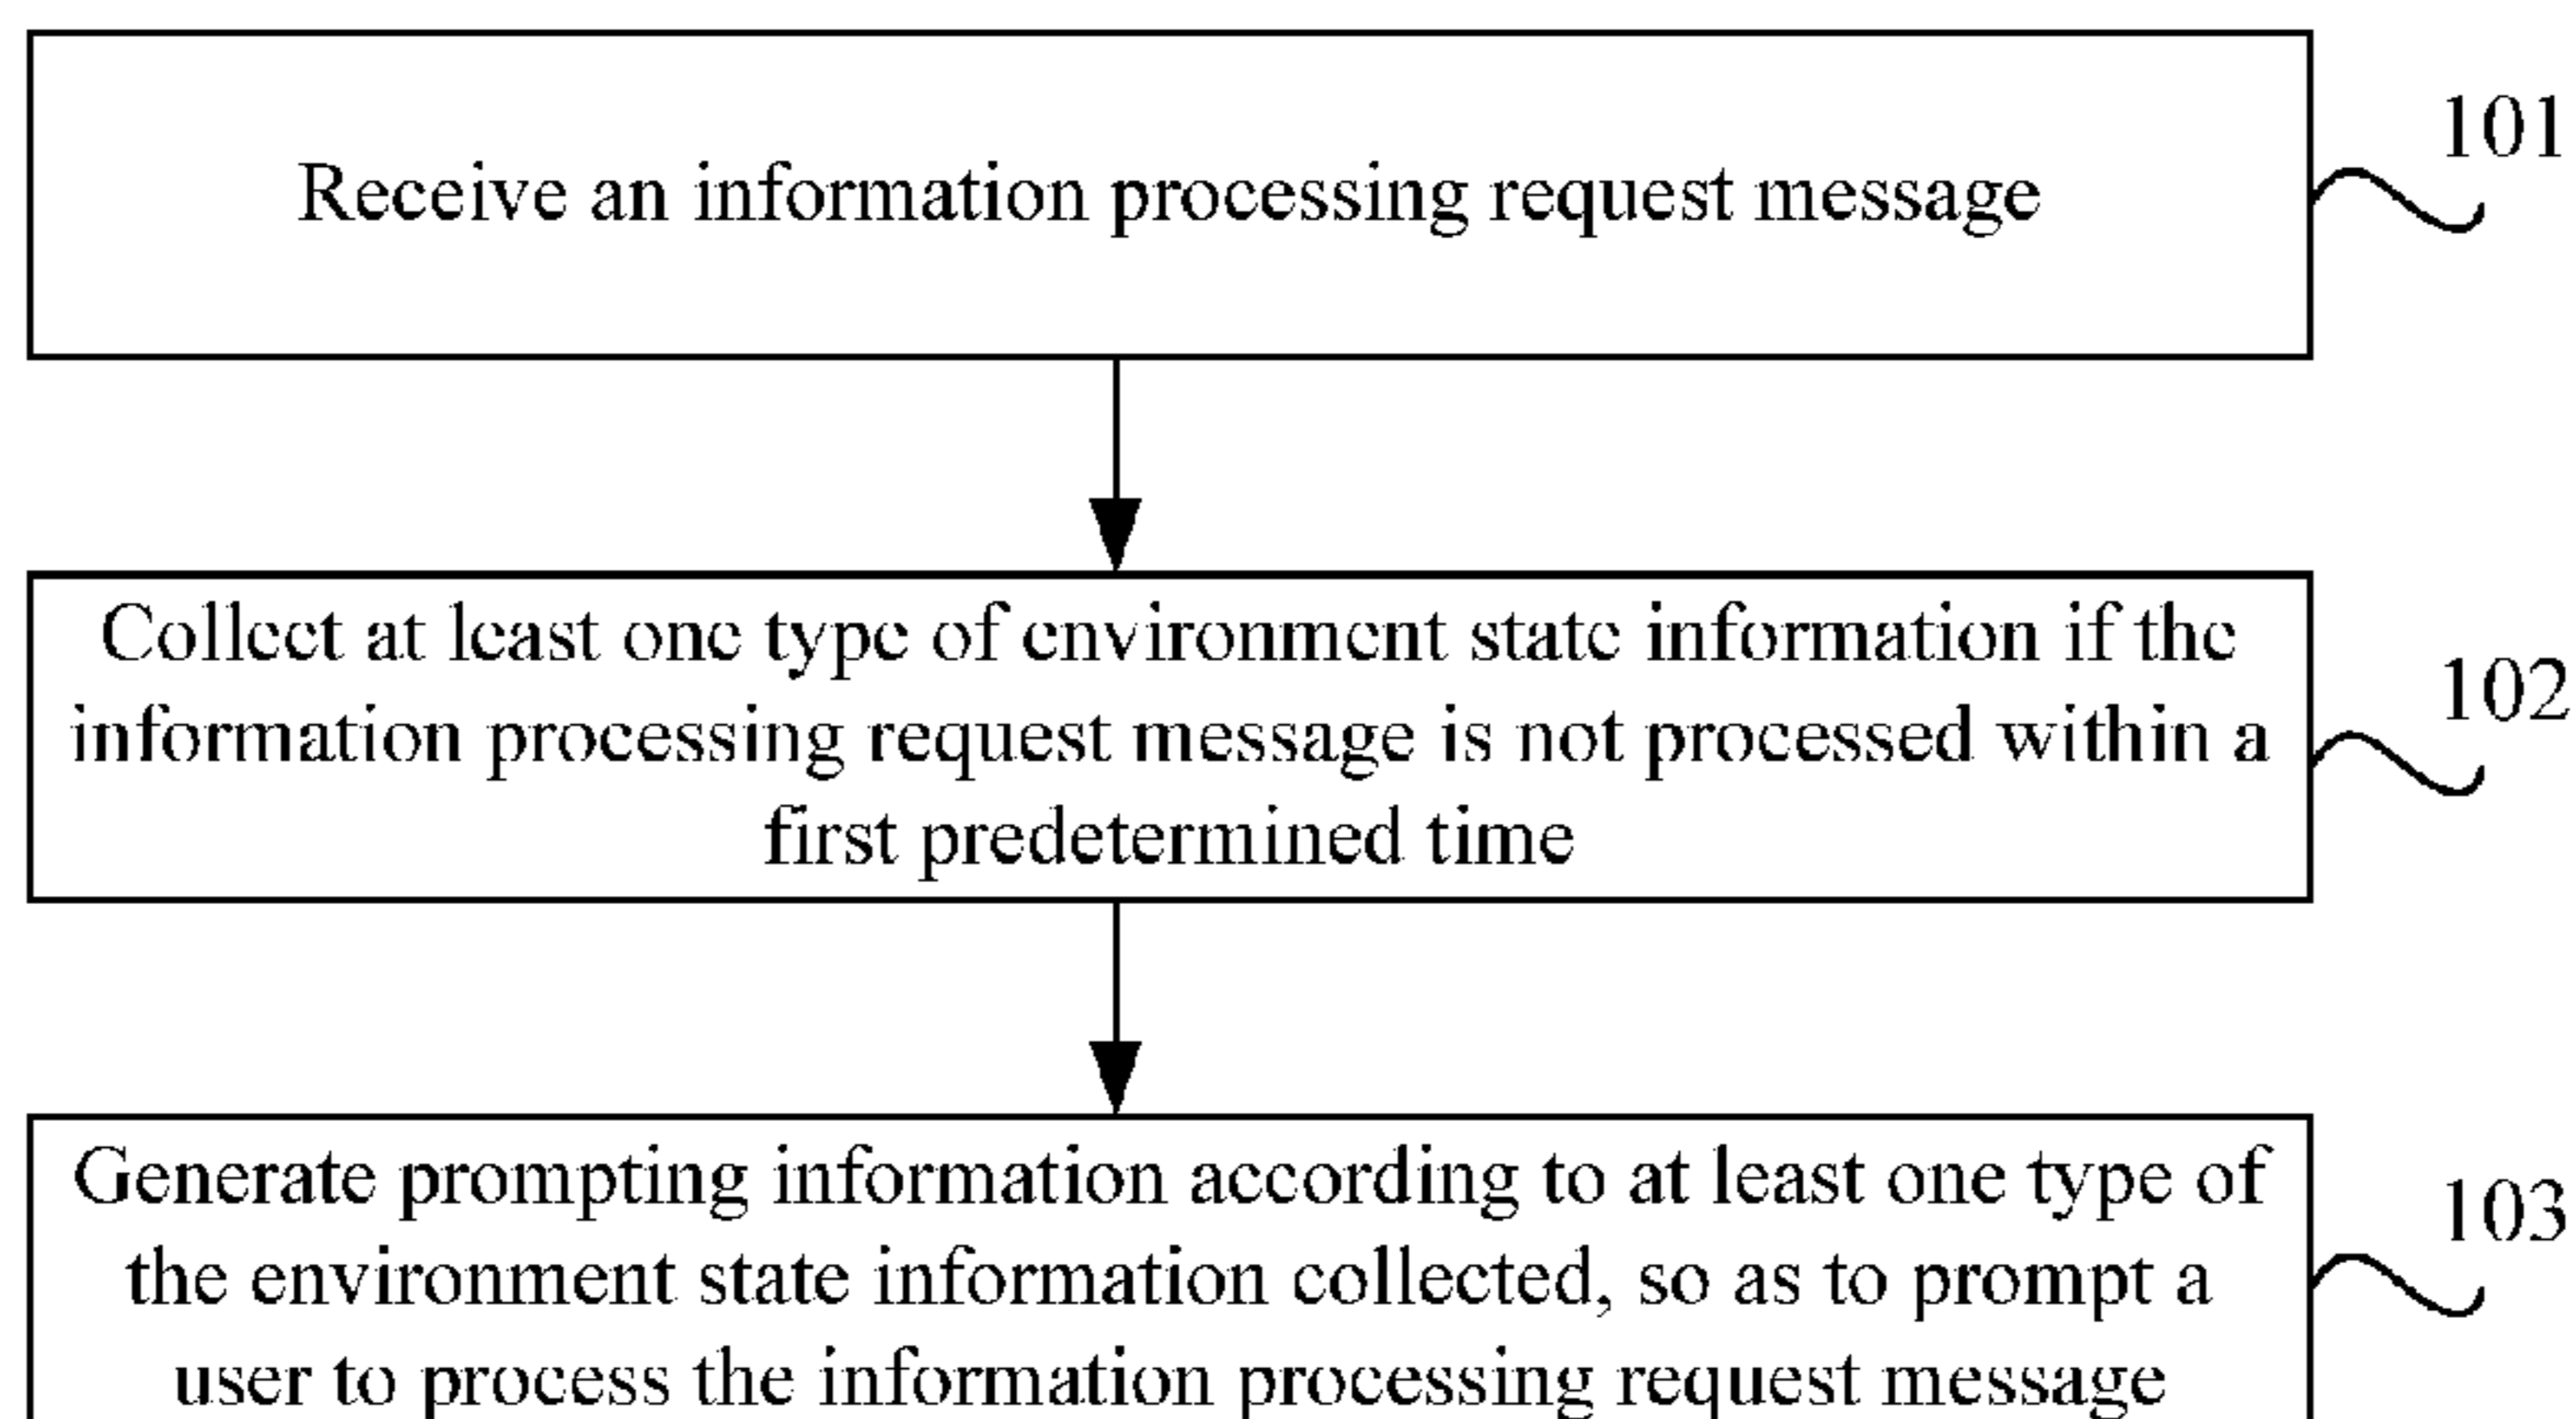 Receive an information processing request message
101
Collect at least one type of environment state information if the
information processing request message is not processed within a
first predetermined time
102
Generate prompting information according to at least one type of
the environment state information collected, so as to prompt a
user to process the information processing request message
103